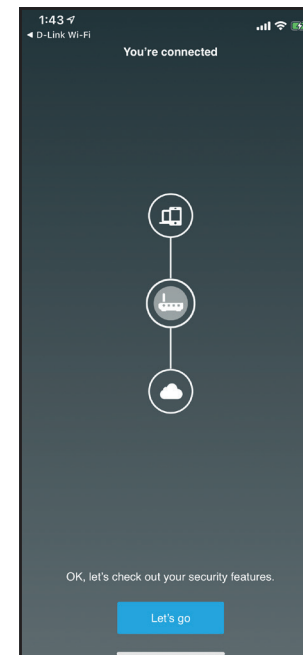 1:43
◀ D-Link Wi-Fi
You're connected
OK, let's check out your security features.
Let's go